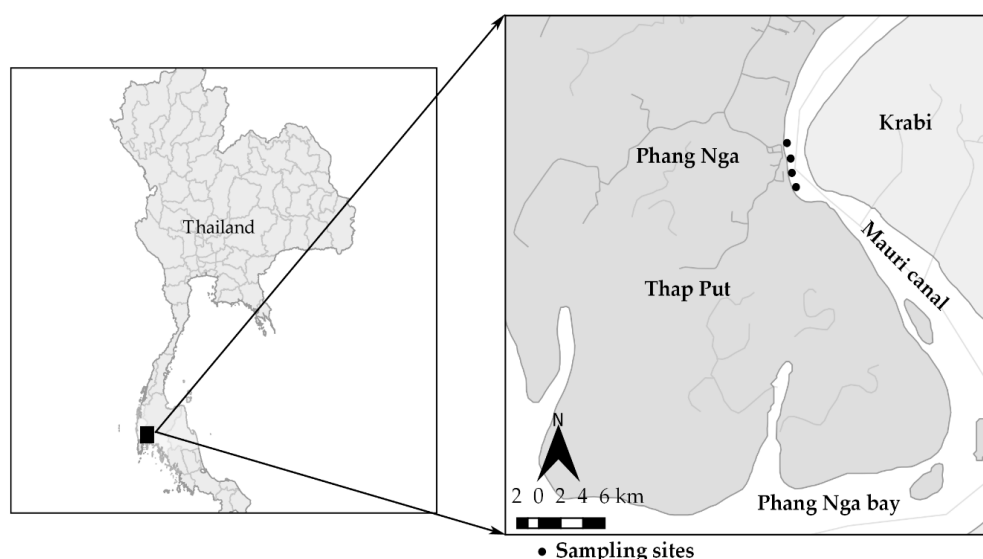 Thailand
Krabi
Phang Nga
Mauri canal
Thap Put
N
2 0 2 4 6 km
Phang Nga bay
• Sampling sites